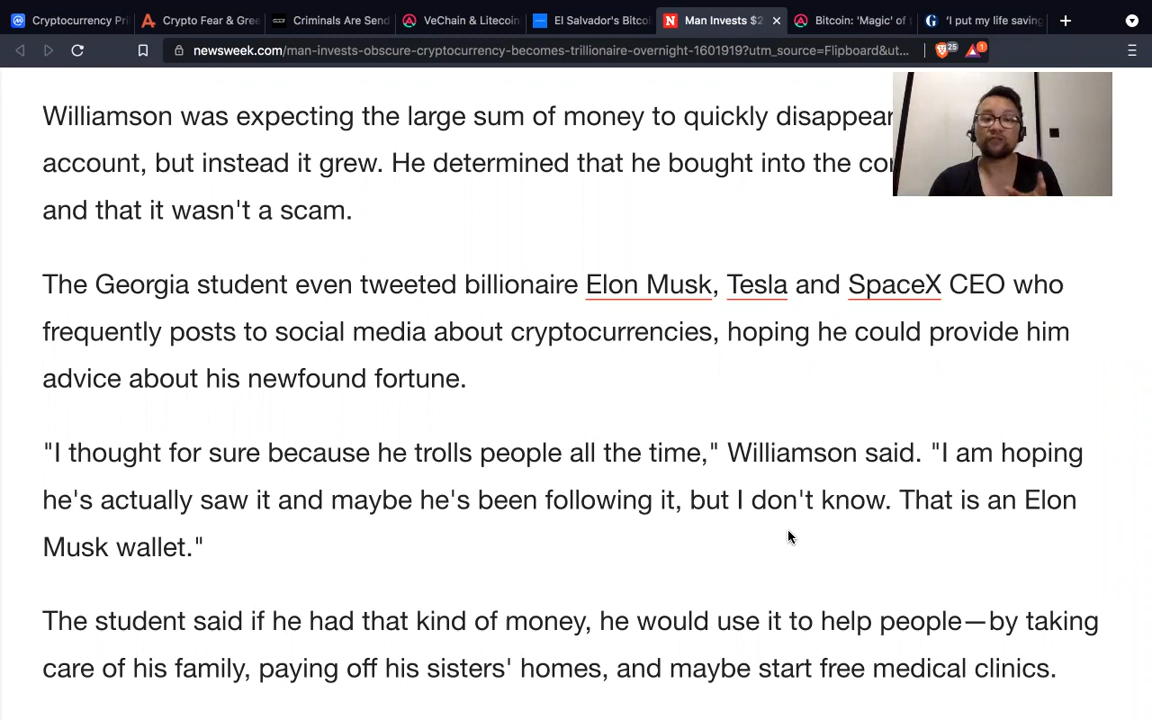 Cryptocurrency Pri
Crypto Fear & Gree
Criminals Are Send
VeChain & Litecoin
El Salvador's Bitco
Man Invests $2
Bitcoin: 'Magic' of t
'I put my life saving
newsweek.com/man-invests-obscure-cryptocurrency-becomes-trillionaire-overnight-1601919?utm_source=Flipboard&ut...
25
1
Williamson was expecting the large sum of money to quickly disappear
account, but instead it grew. He determined that he bought into the cor
and that it wasn't a scam.
The Georgia student even tweeted billionaire Elon Musk, Tesla and SpaceX CEO who
frequently posts to social media about cryptocurrencies, hoping he could provide him
advice about his newfound fortune.
"I thought for sure because he trolls people all the time," Williamson said. "I am hoping
he's actually saw it and maybe he's been following it, but I don't know. That is an Elon
Musk wallet."
The student said if he had that kind of money, he would use it to help people—by taking
care of his family, paying off his sisters' homes, and maybe start free medical clinics.